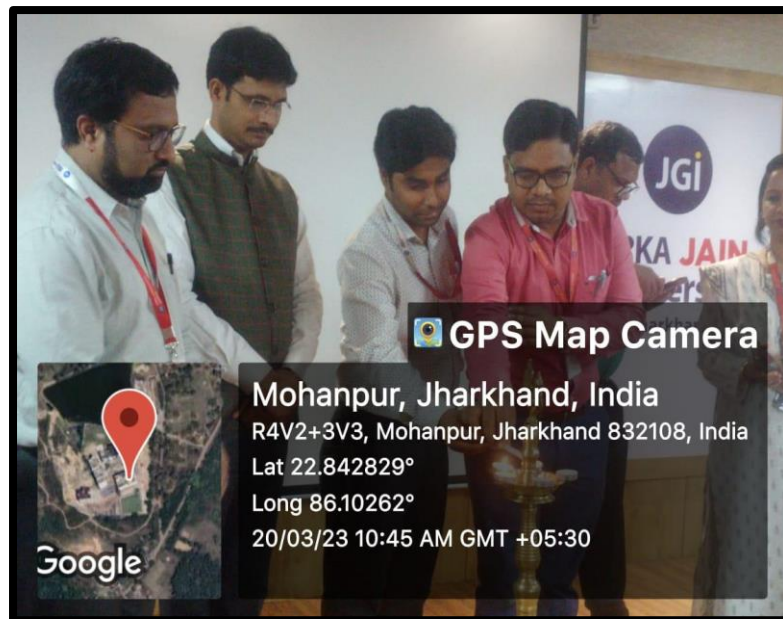 JGi
RKA JAIN
GPS Map Camera
Mohanpur, Jharkhand, India
R4V2+3V3, Mohanpur, Jharkhand 832108, India
Lat 22.842829°
Long 86.10262°
20/03/23 10:45 AM GMT +05:30
Google